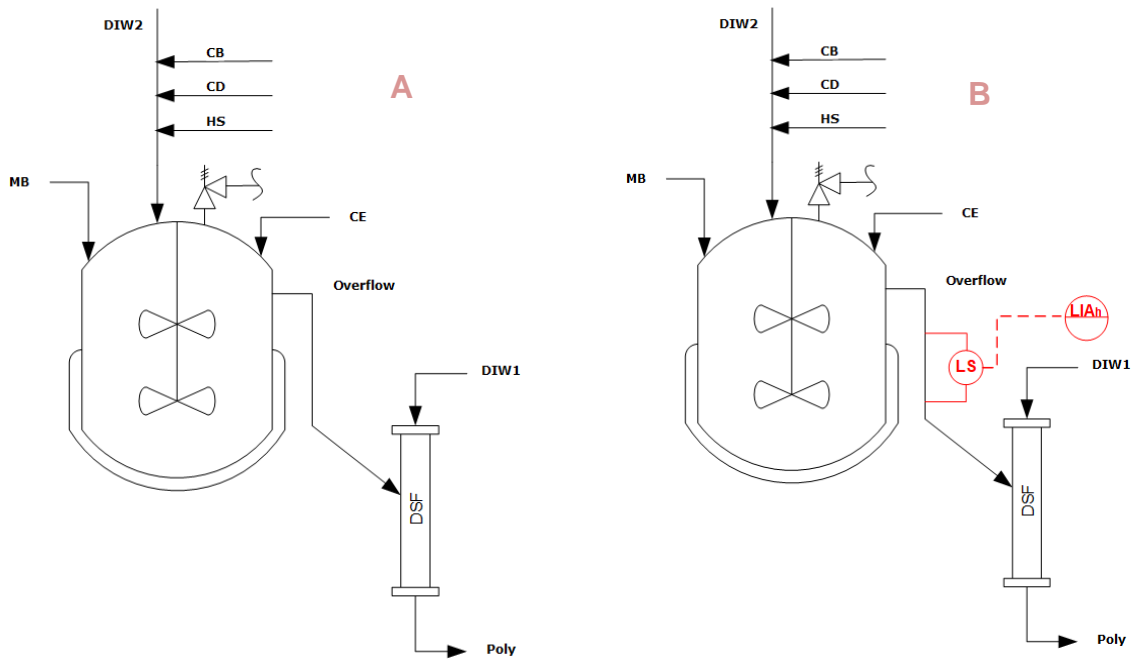 DIW2
CB
CD
HS
A
MB
CE
Overflow
DIW1
DSF
Poly
DIW2
CB
CD
HS
B
MB
CE
Overflow
LIAh
LS
DIW1
DSF
Poly